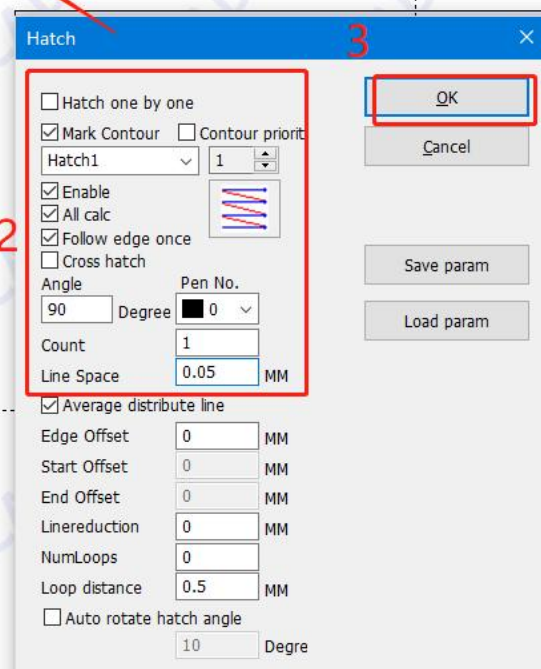 Hatch
3
Hatch one by one
OK
Mark Contour
Contour priorit
Cancel
Hatch1
1
Enable
All calc
2
Follow edge once
Cross hatch
Save param
Angle
Pen No.
90
Degree
0
Load param
Count
1
Line Space
0.05
MM
Average distribute line
Edge Offset
0
MM
Start Offset
0
MM
End Offset
0
MM
Linereduction
0
MM
NumLoops
0
Loop distance
0.5
MM
Auto rotate hatch angle
10
Degre